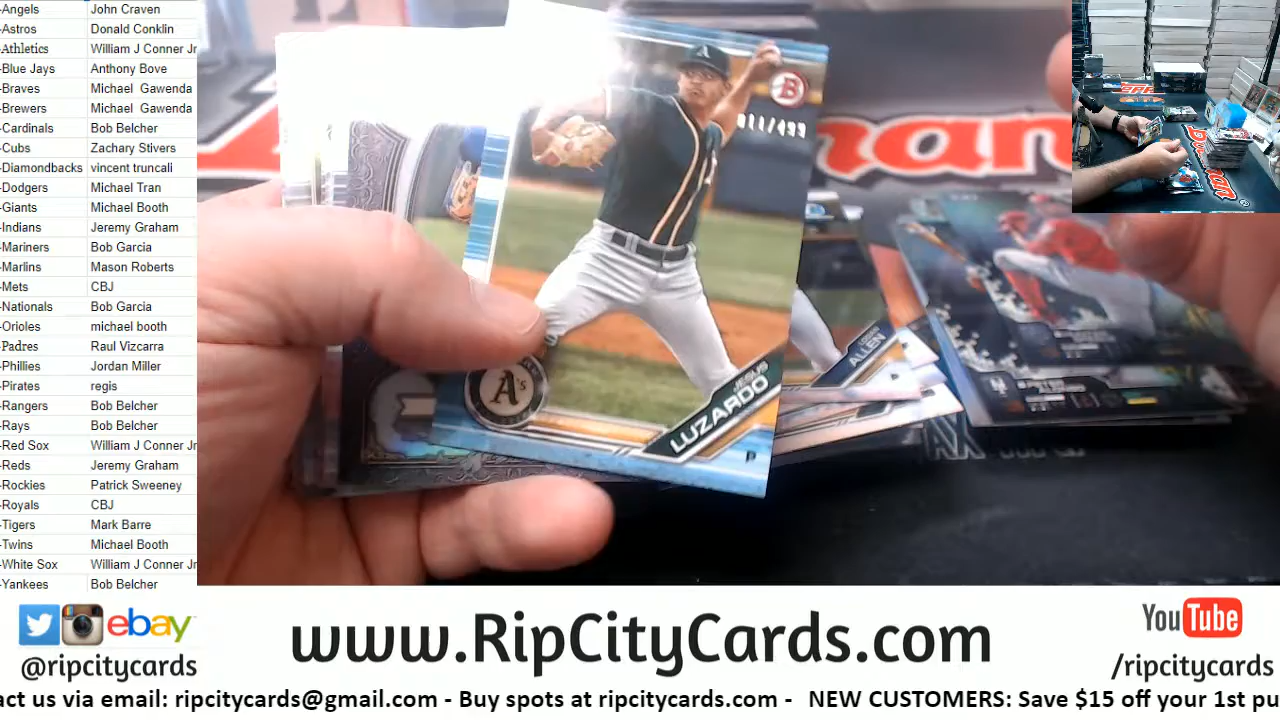 -Angels John Craven
-Astros Donald Conklin
-Athletics William J Conner Jr
-Blue Jays Anthony Bove
-Braves Michael Gawenda
-Brewers Michael Gawenda
-Cardinals Bob Belcher
-Cubs Zachary Stivers
-Diamondbacks vincent truncali
-Dodgers Michael Tran
-Giants Michael Booth
-Indians Jeremy Graham
-Mariners Bob Garcia
-Marlins Mason Roberts
-Mets CBJ
-Nationals Bob Garcia
-Orioles michael booth
-Padres Raul Vizcarra
-Phillies Jordan Miller
-Pirates regis
-Rangers Bob Belcher
-Rays Bob Belcher
-Red Sox William J Conner Jr
-Reds Jeremy Graham
-Rockies Patrick Sweeney
-Royals CBJ
-Tigers Mark Barre
-Twins Michael Booth
-White Sox William J Conner Jr
-Yankees Bob Belcher
A
B
011/499
A's
JESUS
LUZARDO
P
ALLEN
man
ebay
@ripcitycards
www.RipCityCards.com
YouTube
/ripcitycards
act us via email: ripcitycards@gmail.com - Buy spots at ripcitycards.com - NEW CUSTOMERS: Save $15 off your 1st pu